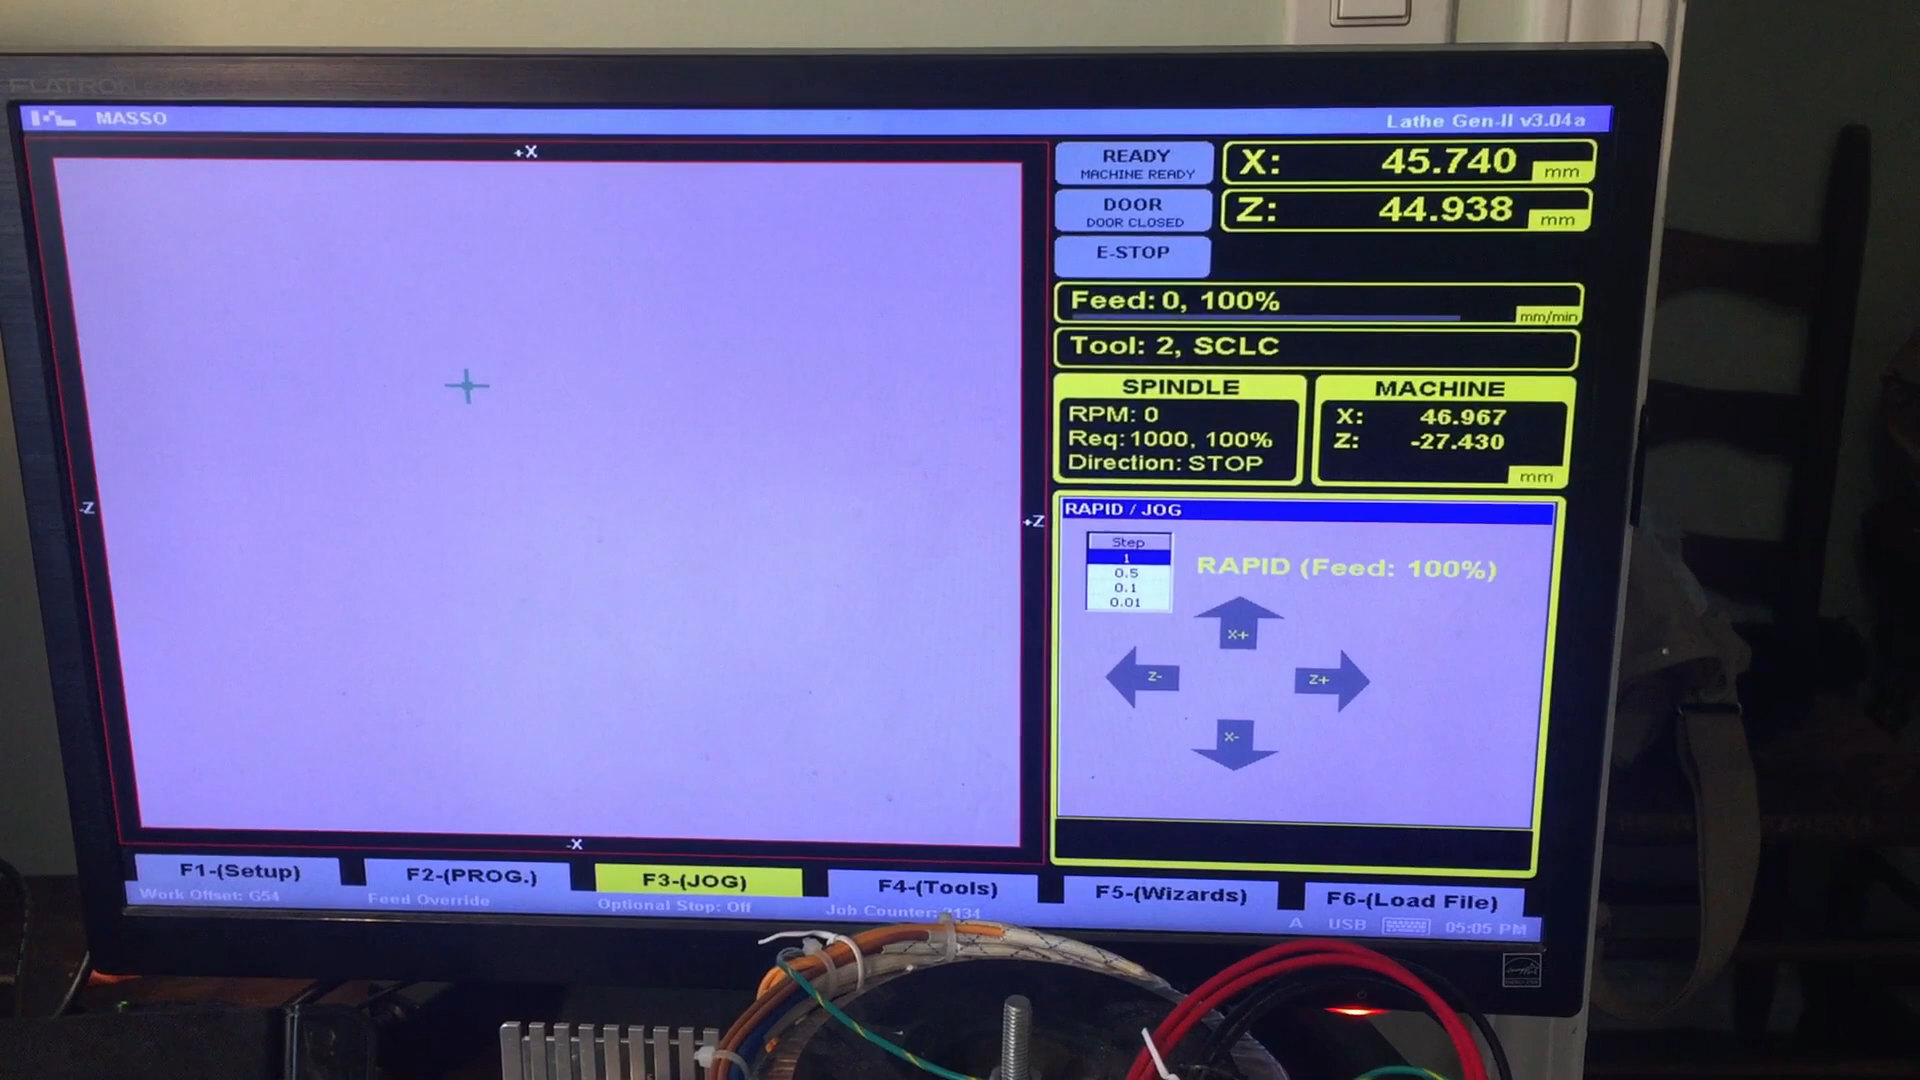 FLATRON
MASSO
Lathe Gen-II v3.04a
+X
-Z
+Z
-X
READY
MACHINE READY
DOOR
DOOR CLOSED
E-STOP
X: 45.740 mm
Z: 44.938 mm
Feed: 0, 100%
mm/min
Tool: 2, SCLC
SPINDLE
RPM: 0
Req: 1000, 100%
Direction: STOP
MACHINE
X: 46.967
Z: -27.430
mm
RAPID / JOG
Step
1
0.5
0.1
0.01
RAPID (Feed: 100%)
X+
Z-
Z+
X-
F1-(Setup)
F2-(PROG.)
F3-(JOG)
F4-(Tools)
F5-(Wizards)
F6-(Load File)
Work Offset: G54
Feed Override
Optional Stop: Off
Job Counter:
A
USB
05:05 PM